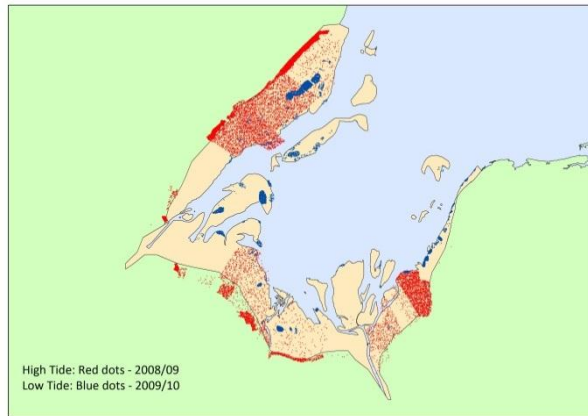 High Tide: Red dots - 2008/09
Low Tide: Blue dots - 2009/10